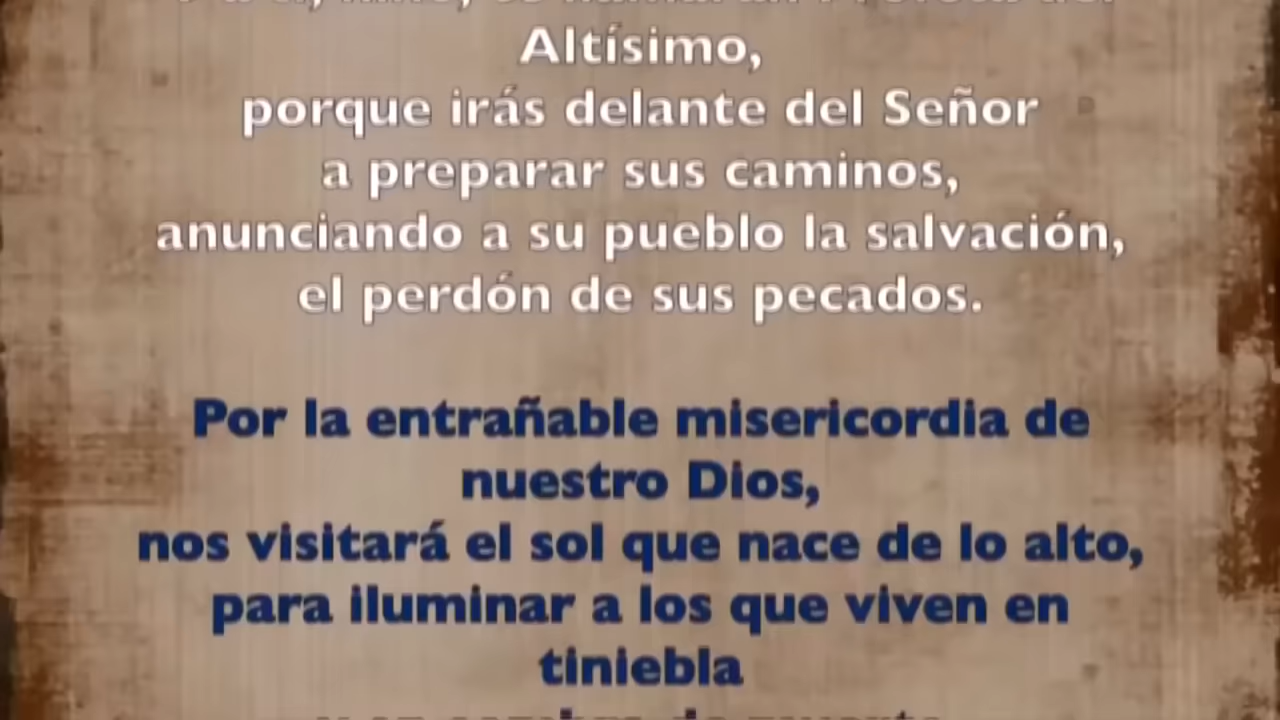 Altísimo,
porque irás delante del Señor
a preparar sus caminos,
anunciando a su pueblo la salvación,
el perdón de sus pecados.
Por la entrañable misericordia de
nuestro Dios,
nos visitará el sol que nace de lo alto,
para iluminar a los que viven en
tiniebla